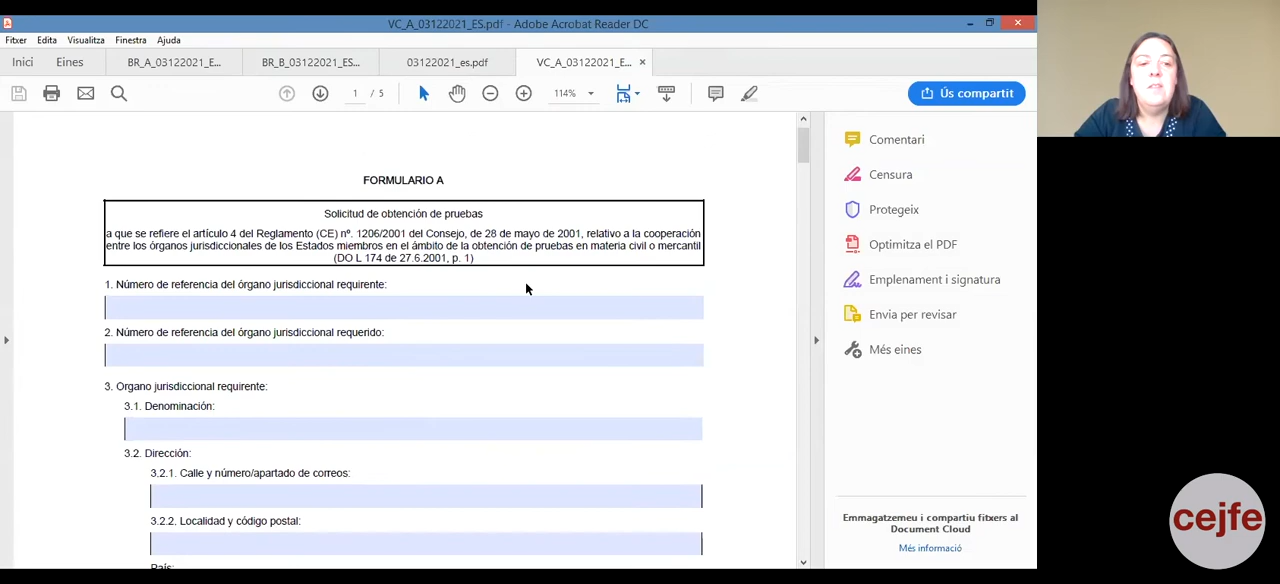 VC_A_03122021_ES.pdf - Adobe Acrobat Reader DC
Fitxer Edita Visualitza Finestra Ajuda
Inici Eines BR_A_03122021_E... BR_B_03122021_ES... 03122021_es.pdf VC_A_03122021_E... ×
1 / 5 114% Ús compartit
FORMULARIO A
Solicitud de obtención de pruebas
a que se refiere el artículo 4 del Reglamento (CE) nº. 1206/2001 del Consejo, de 28 de mayo de 2001, relativo a la cooperación
entre los órganos jurisdiccionales de los Estados miembros en el ámbito de la obtención de pruebas en materia civil o mercantil
(DO L 174 de 27.6.2001, p. 1)
1. Número de referencia del órgano jurisdiccional requirente:
2. Número de referencia del órgano jurisdiccional requerido:
3. Organo jurisdiccional requirente:
3.1. Denominación:
3.2. Dirección:
3.2.1. Calle y número/apartado de correos:
3.2.2. Localidad y código postal:
País:
Comentari
Censura
Protegeix
Optimitza el PDF
Emplenament i signatura
Envia per revisar
Més eines
Emmagatzemeu i compartiu fitxers al
Document Cloud
Més informació
cejfe